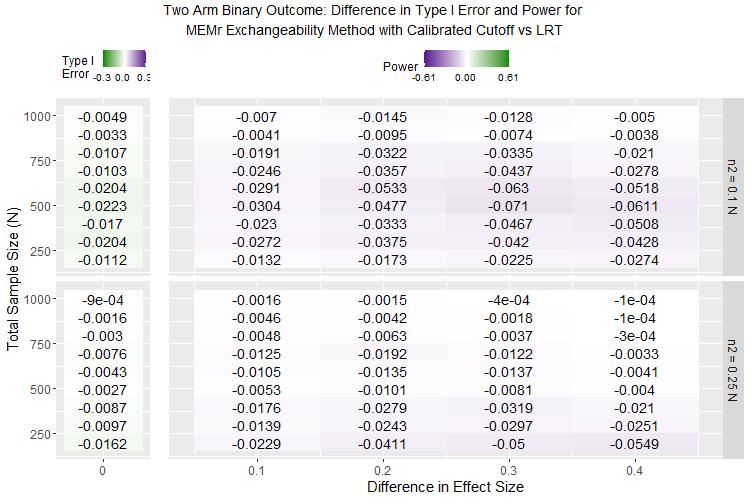 Two Arm Binary Outcome: Difference in Type I Error and Power for
MEMr Exchangeability Method with Calibrated Cutoff vs LRT
Type I
Error
-0.3 0.0 0.3
Power
-0.61 0.00 0.61
Total Sample Size (N)
1000 -0.0049 -0.007 -0.0145 -0.0128 -0.005
-0.0033 -0.0041 -0.0095 -0.0074 -0.0038
750 -0.0107 -0.0191 -0.0322 -0.0335 -0.021
-0.0103 -0.0246 -0.0357 -0.0437 -0.0278
-0.0204 -0.0291 -0.0533 -0.063 -0.0518
500 -0.0223 -0.0304 -0.0477 -0.071 -0.0611
-0.017 -0.023 -0.0333 -0.0467 -0.0508
250 -0.0204 -0.0272 -0.0375 -0.042 -0.0428
-0.0112 -0.0132 -0.0173 -0.0225 -0.0274
n2 = 0.1 N
1000 -9e-04 -0.0016 -0.0015 -4e-04 -1e-04
-0.0016 -0.0046 -0.0042 -0.0018 -1e-04
750 -0.003 -0.0048 -0.0063 -0.0037 -3e-04
-0.0076 -0.0125 -0.0192 -0.0122 -0.0033
-0.0043 -0.0105 -0.0135 -0.0137 -0.0041
500 -0.0027 -0.0053 -0.0101 -0.0081 -0.004
-0.0087 -0.0176 -0.0279 -0.0319 -0.021
250 -0.0097 -0.0139 -0.0243 -0.0297 -0.0251
-0.0162 -0.0229 -0.0411 -0.05 -0.0549
n2 = 0.25 N
0 0.1 0.2 0.3 0.4
Difference in Effect Size